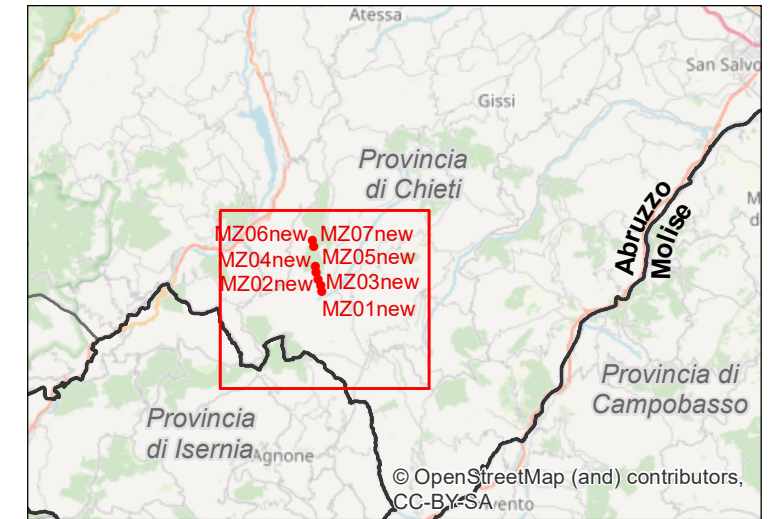 Atessa
San Salvo
Gissi
Provincia
di Chieti
Abruzzo
Molise
MZ06new
MZ07new
MZ04new
MZ05new
MZ02new
MZ03new
MZ01new
Provincia di
Campobasso
Provincia
di Isernia
Agnone
© OpenStreetMap (and) contributors,
CC-BY-SA